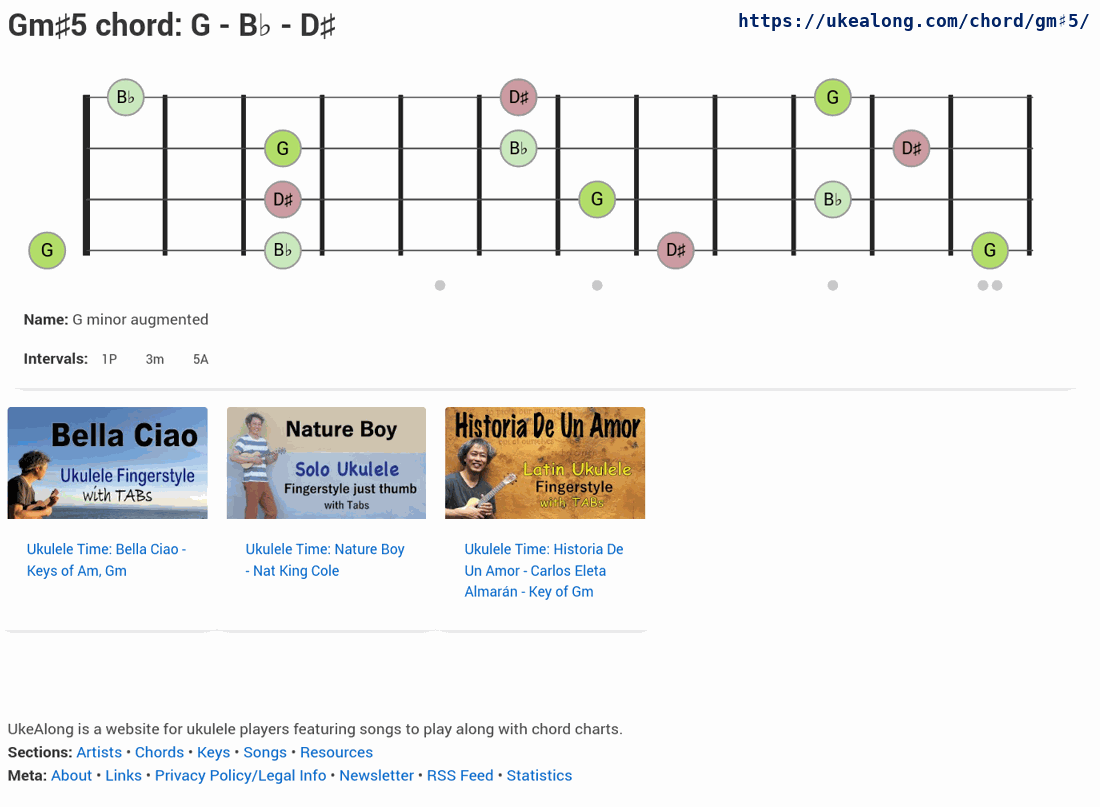 Gm♯5 chord: G - B♭ - D♯
https://ukealong.com/chord/gm♯5/
B♭ D♯ G
G B♭ D♯
D♯ G B♭
G B♭ D♯ G
Name: G minor augmented
Intervals: 1P 3m 5A
Bella Ciao
Ukulele Fingerstyle
with TABs
Nature Boy
Solo Ukulele
Fingerstyle just thumb
with Tabs
Historia De Un Amor
Latin Ukulele
Fingerstyle
with TABs
Ukulele Time: Bella Ciao -
Keys of Am, Gm
Ukulele Time: Nature Boy
- Nat King Cole
Ukulele Time: Historia De
Un Amor - Carlos Eleta
Almarán - Key of Gm
UkeAlong is a website for ukulele players featuring songs to play along with chord charts.
Sections: Artists • Chords • Keys • Songs • Resources
Meta: About • Links • Privacy Policy/Legal Info • Newsletter • RSS Feed • Statistics